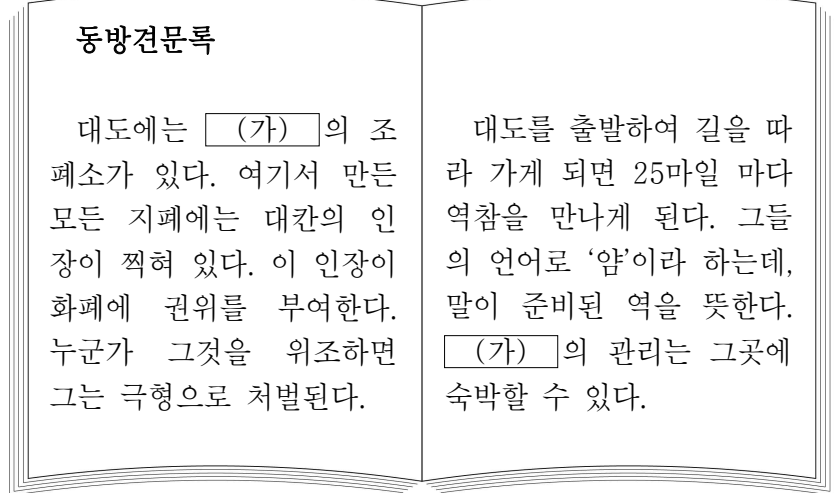 동방견문록
대도에는 (가) 의 조
폐소가 있다. 여기서 만든
모든 지폐에는 대칸의 인
장이 찍혀 있다. 이 인장이
화폐에 권위를 부여한다.
누군가 그것을 위조하면
그는 극형으로 처벌된다.
대도를 출발하여 길을 따
라 가게 되면 25마일 마다
역참을 만나게 된다. 그들
의 언어로 ‘얌’이라 하는데,
말이 준비된 역을 뜻한다.
(가) 의 관리는 그곳에
숙박할 수 있다.